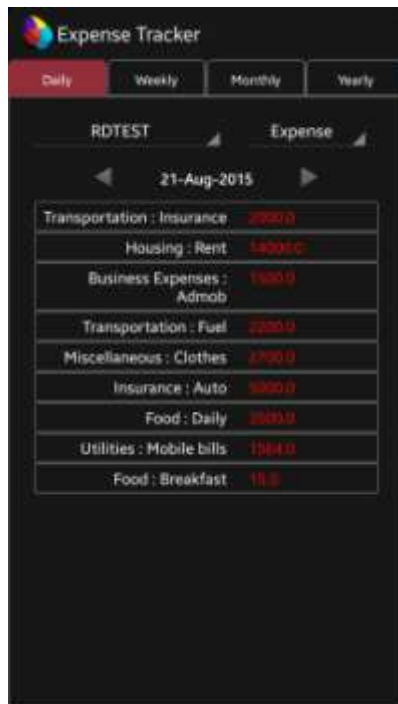 Expense Tracker
Daily Weekly Monthly Yearly
RDTEST Expense
21-Aug-2015
Transportation : Insurance 2000.0
Housing : Rent 14000.0
Business Expenses : 1500.0
Admob
Transportation : Fuel 2200.0
Miscellaneous : Clothes 2700.0
Insurance : Auto 5000.0
Food : Daily 2500.0
Utilities : Mobile bills 1564.0
Food : Breakfast 15.0